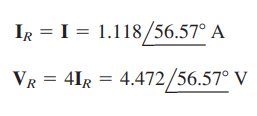 I_R = I = 1.118/56.57° A
V_R = 4I_R = 4.472/56.57° V